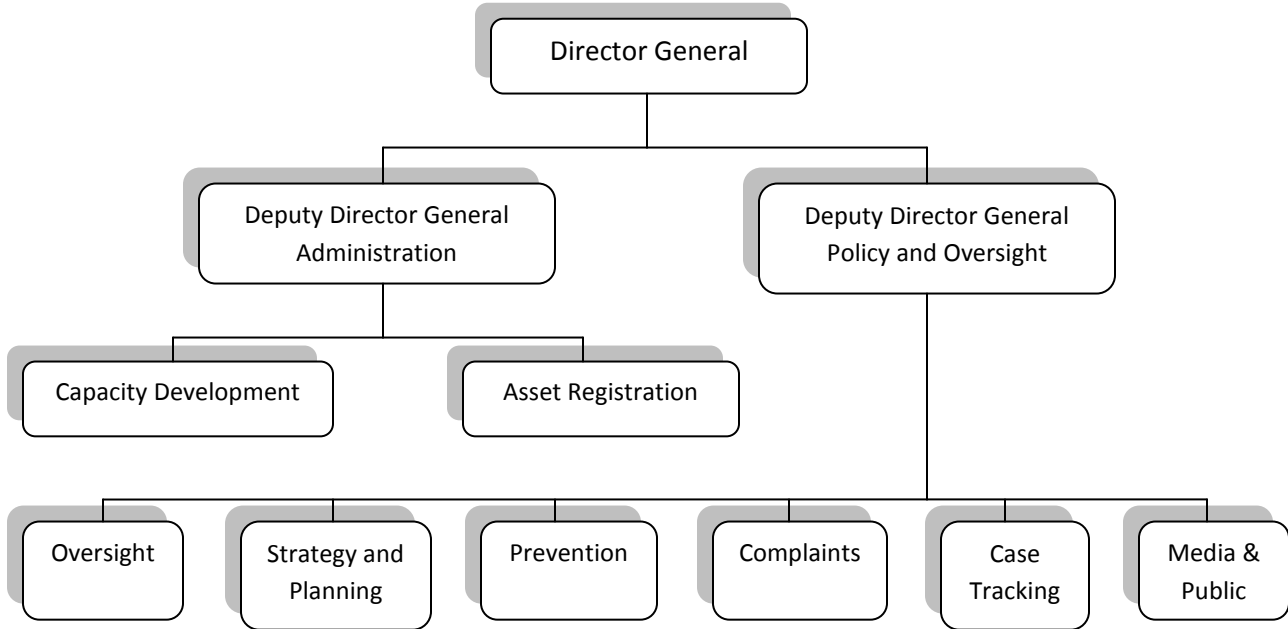 Director General
Deputy Director General
Administration
Deputy Director General
Policy and Oversight
Capacity Development
Asset Registration
Oversight
Strategy and
Planning
Prevention
Complaints
Case
Tracking
Media &
Public